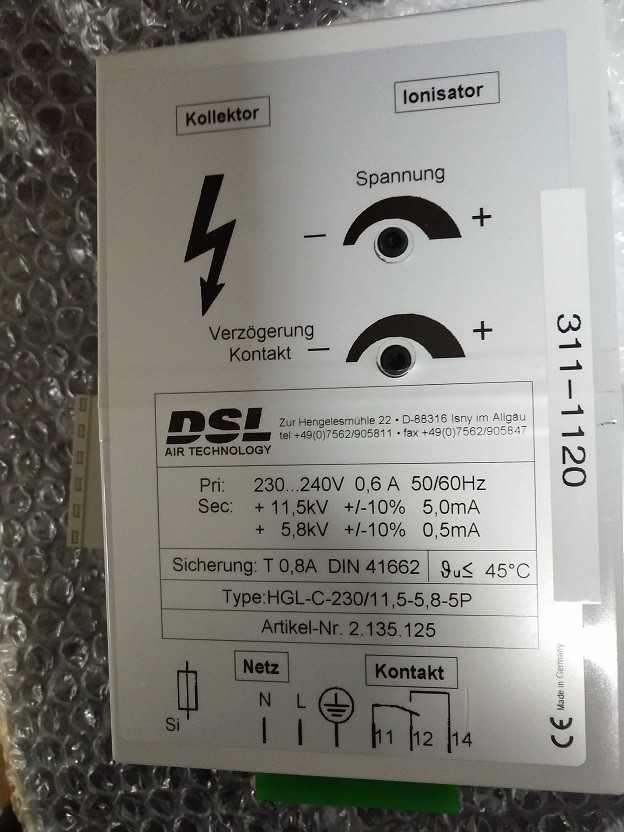 Kollektor
Ionisator
Spannung
− +
Verzögerung
Kontakt − +
DSL
AIR TECHNOLOGY
Zur Hengelesmühle 22 • D-88316 Isny im Allgäu
tel +49(0)7562/905811 • fax +49(0)7562/905847
Pri: 230...240V 0,6 A 50/60Hz
Sec: + 11,5kV +/-10% 5,0mA
+ 5,8kV +/-10% 0,5mA
Sicherung: T 0,8A DIN 41662
ϑu≤ 45°C
Type:HGL-C-230/11,5-5,8-5P
Artikel-Nr. 2.135.125
Netz
Kontakt
Si
N L
11 12 14
CE Made in Germany
311-1120